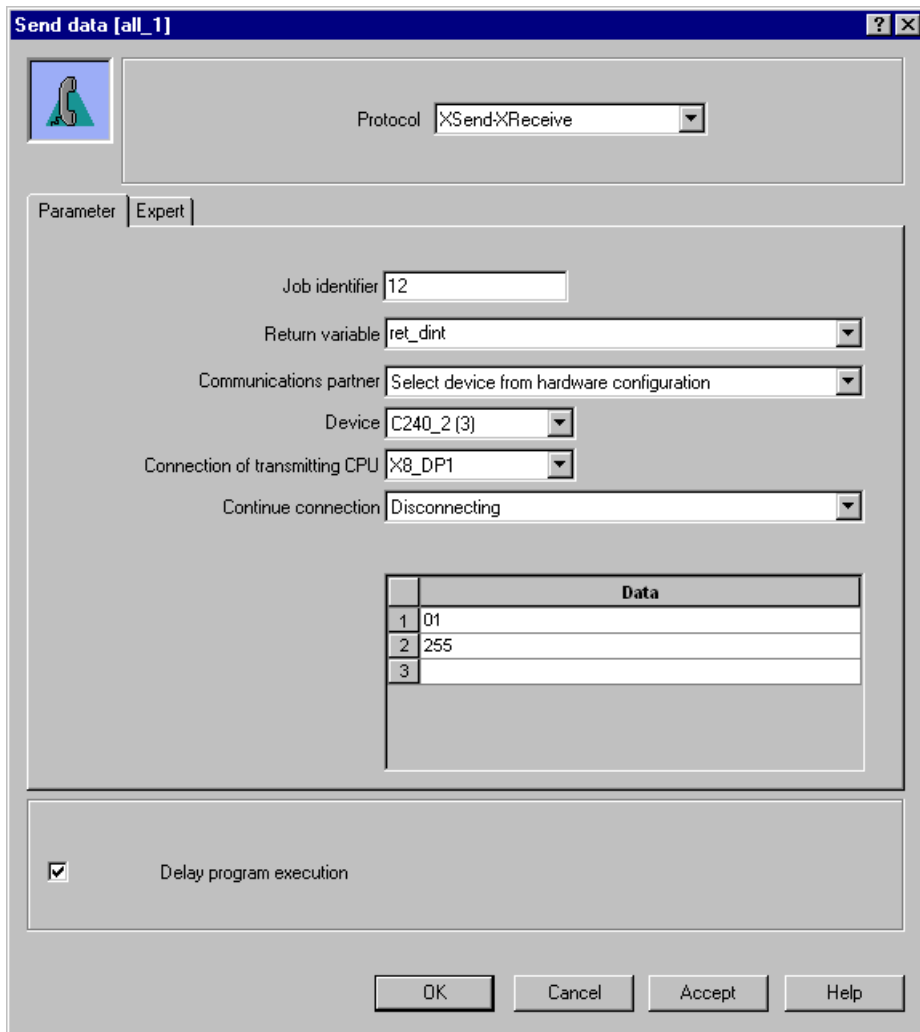 Send data [all_1]
Protocol XSend-XReceive
Parameter Expert
Job identifier 12
Return variable ret_dint
Communications partner Select device from hardware configuration
Device C240_2 (3)
Connection of transmitting CPU X8_DP1
Continue connection Disconnecting
Data
1 01
2 255
3
Delay program execution
OK Cancel Accept Help